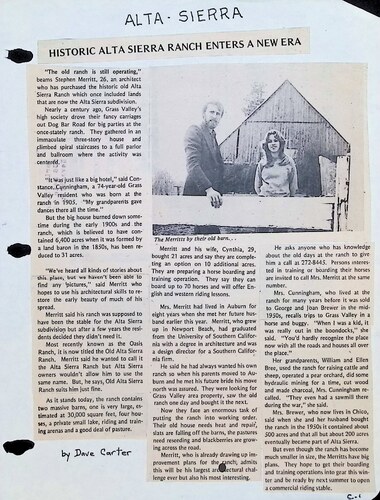 ALTA-SIERRA
HISTORIC ALTA SIERRA RANCH ENTERS A NEW ERA
"The old ranch is still operating,"
beams Stephen Merritt, 26, an architect
who has purchased the historic old Alta
Sierra Ranch which once included lands
that are now the Alta Sierra subdivision.
Nearly a century ago, Grass Valley's
high society drove their fancy carriages
out Dog Bar Road for big parties at the
once-stately ranch. They gathered in an
immaculate three-story house and
climbed spiral staircases to a full parlor
and ballroom where the activity was
centered.
"It was just like a big hotel," said Con-
stance Cunningham, a 74-year-old Grass
Valley resident who was born at the
ranch in 1905. "My grandparents gave
dances there all the time."
But the big house burned down some-
time during the early 1900s and the
ranch, which is believed to have con-
tained 6,400 acres when it was formed by
a land baron in the 1850s, has been re-
duced to 31 acres.
"We've heard all kinds of stories about
this place, but we haven't been able to
find any pictures," said Merritt who
hopes to use his architectural skills to re-
store the early beauty of much of his
spread.
Merritt said his ranch was supposed to
have been the stable for the Alta Sierra
subdivision but after a few years the resi-
dents decided they didn't need it.
Most recently known as the Oasis
Ranch, it is now titled the Old Alta Sierra
Ranch. Merritt said he wanted to call it
the Alta Sierra Ranch but Alta Sierra
owners wouldn't allow him to use the
same name. But, he says, Old Alta Sierra
Ranch suits him just fine.
As it stands today, the ranch contains
two massive barns, one is very large, es-
timated at 30,000 square feet, four hous-
es, a private small lake, riding and train-
ing arenas and a good deal of pasture.
by Dave Carter
The Merritts by their old barn...
Merritt and his wife, Cynthia, 29,
bought 21 acres and say they are com-
pleting an option on 10 additional acres.
They are preparing a horse boarding and
training operation. They say they can
board up to 70 horses and will offer En-
glish and western riding lessons.
Mrs. Merritt had lived in Auburn for
eight years when she met her future hus-
band earlier this year. Merritt, who grew
up in Newport Beach, had graduated
from the University of Southern California
with a degree in architecture and was
a design director for a Southern Califor-
nia firm.
He said he had always wanted his own
ranch so when his parents moved to Au-
burn and he met his future bride his move
north was assured. They were looking for
Grass Valley area property, saw the old
ranch one day and bought it the next.
Now they face an enormous task of
putting the ranch into working order.
Their old house needs heat and repair,
slats are falling off the barns, the pastures
need reseeding and blackberries are grow-
ing across the road.
Merritt, who is already drawing up im-
provement plans for the ranch, admits
this will be his largest architectural chal-
lenge ever but also his most interesting.
He asks anyone who has knowledge
about the old days at the ranch to give
him a call at 272-8443. Persons interest-
ed in training or boarding their horses
are invited to call Mrs. Merritt at the same
number.
Mrs. Cunningham, who lived at the
ranch for many years before it was sold
to George and Jean Brewer in the mid-
1950s, recalls trips to Grass Valley in a
horse and buggy. "When I was a kid, it
was really out in the boondocks," she
said. "You'd hardly recognize the place
now with all the roads and houses all over
the place."
Her grandparents, William and Ellen
Bree, used the ranch for raising cattle and
sheep, operated a pear orchard, did some
hydraulic mining for a time, cut wood
and made charcoal, Mrs. Cunningham re-
called. "They even had a sawmill there
during the war," she said.
Mrs. Brewer, who now lives in Chico,
said when she and her husband bought
the ranch in the 1950s it contained about
300 acres and that all but about 200 acres
eventually became part of Alta Sierra.
But even though the ranch has become
much smaller in size, the Merritts have big
plans. They hope to get their boarding
and training operations into gear this win-
ter and be ready by next summer to open
a commercial riding stable.